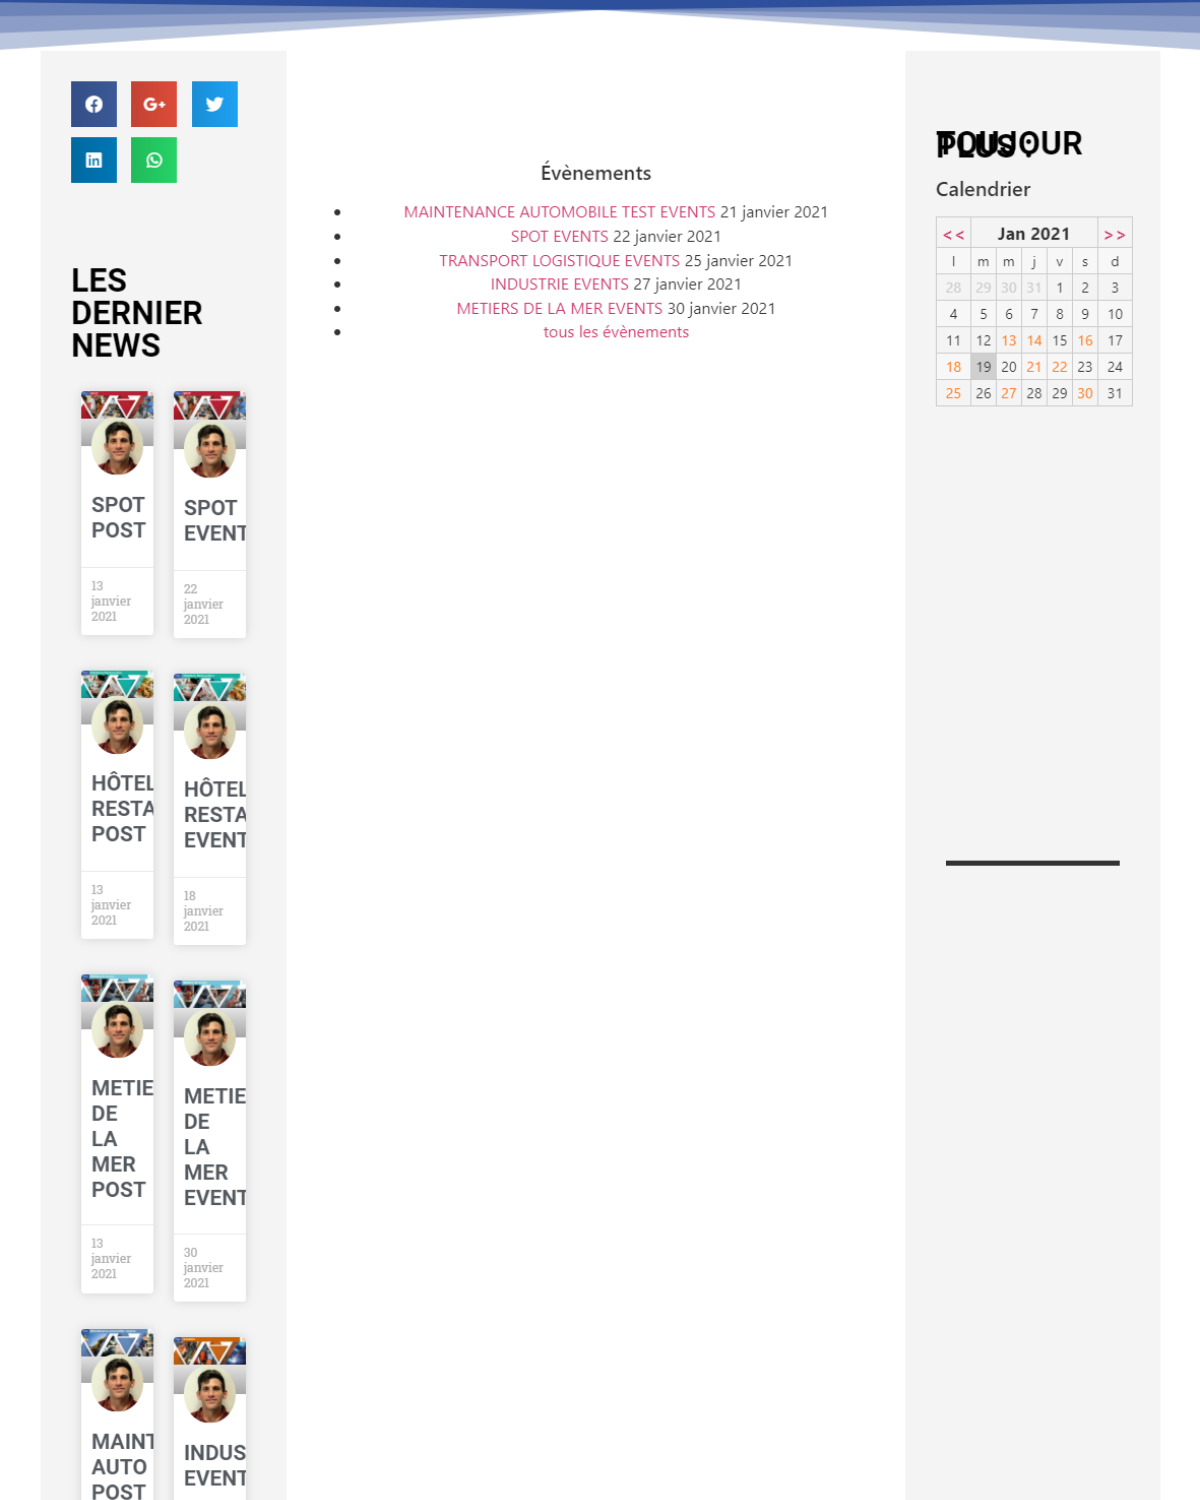 G+
LES
DERNIER
NEWS
SPOT
POST
13
janvier
2021
SPOT
EVENT
22
janvier
2021
HÔTEL
RESTA
POST
13
janvier
2021
HÔTEL
RESTA
EVENT
18
janvier
2021
METIE
DE
LA
MER
POST
13
janvier
2021
METIE
DE
LA
MER
EVENT
30
janvier
2021
MAINT
AUTO
POST
INDUS
EVENT
Évènements
MAINTENANCE AUTOMOBILE TEST EVENTS 21 janvier 2021
SPOT EVENTS 22 janvier 2021
TRANSPORT LOGISTIQUE EVENTS 25 janvier 2021
INDUSTRIE EVENTS 27 janvier 2021
METIERS DE LA MER EVENTS 30 janvier 2021
tous les évènements
TOUJOUR
PLUS :
Calendrier
<< Jan 2021 >>
l m m j v s d
28 29 30 31 1 2 3
4 5 6 7 8 9 10
11 12 13 14 15 16 17
18 19 20 21 22 23 24
25 26 27 28 29 30 31